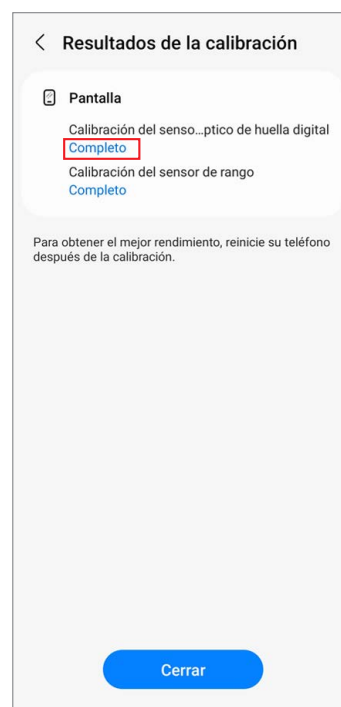 Resultados de la calibración
Pantalla
Calibración del senso...ptico de huella digital
Completo
Calibración del sensor de rango
Completo
Para obtener el mejor rendimiento, reinicie su teléfono
después de la calibración.
Cerrar